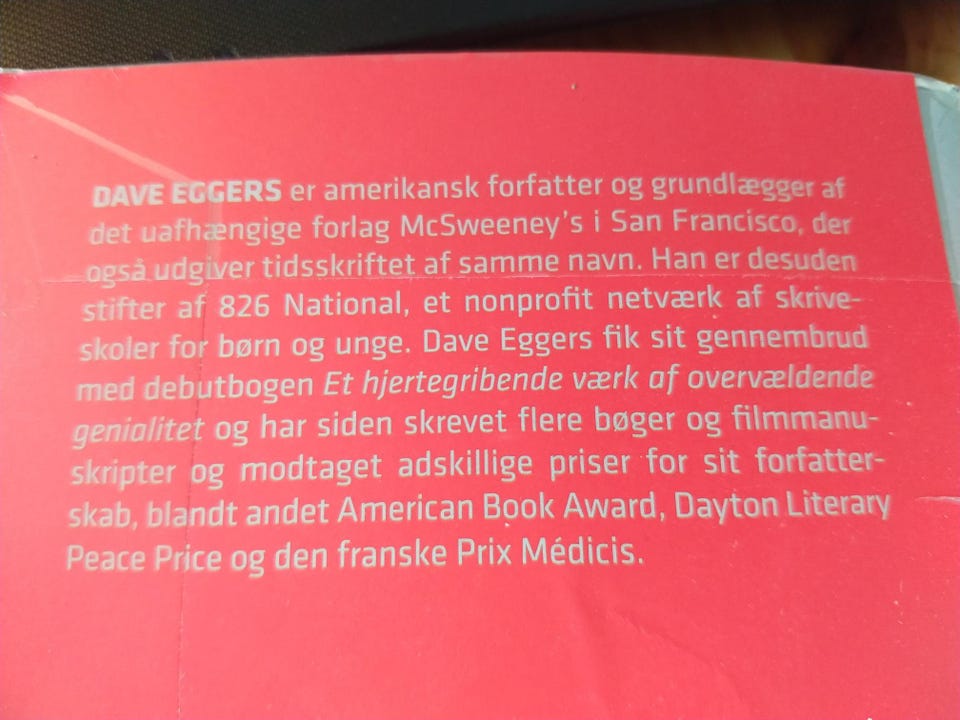 DAVE EGGERS er amerikansk forfatter og grundlægger af
det uafhængige forlag McSweeney's i San Francisco, der
også udgiver tidsskriftet af samme navn. Han er desuden
stifter af 826 National, et nonprofit netværk af skrive-
skoler for børn og unge. Dave Eggers fik sit gennembrud
med debutbogen Et hjertegribende værk af overvældende
genialitet og har siden skrevet flere bøger og filmmanu-
skripter og modtaget adskillige priser for sit forfatter-
skab, blandt andet American Book Award, Dayton Literary
Peace Price og den franske Prix Médicis.